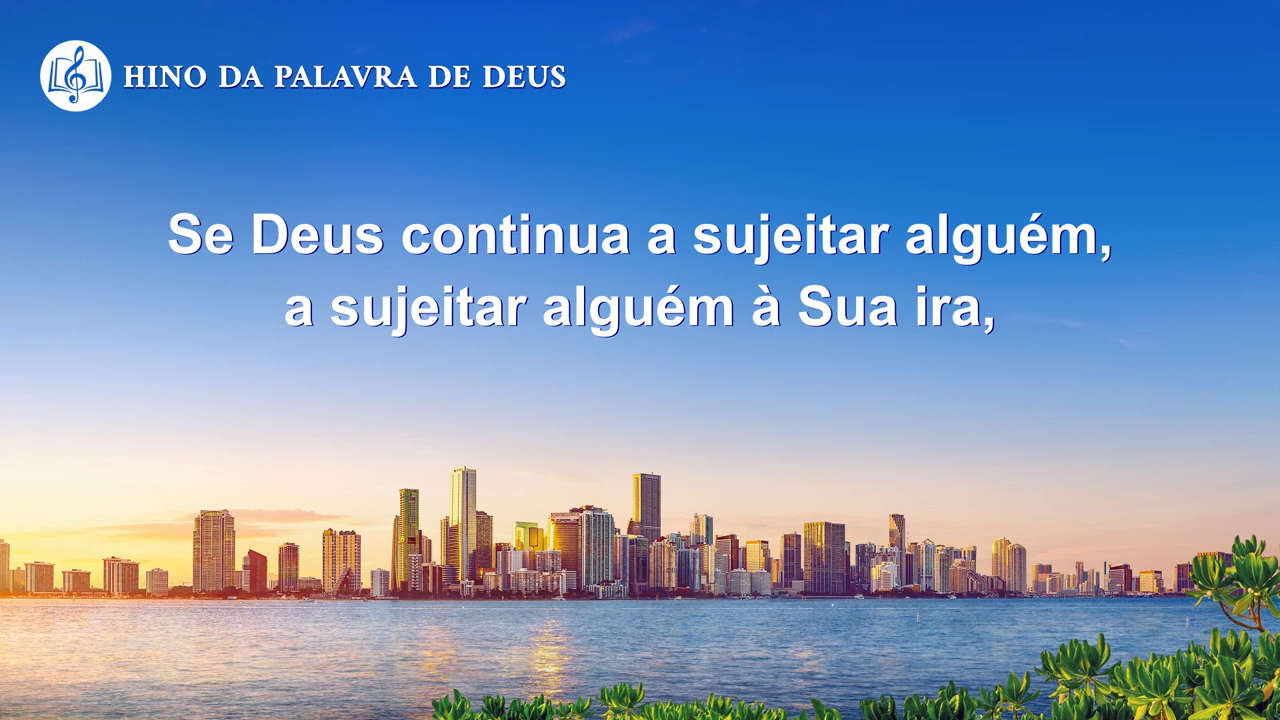 HINO DA PALAVRA DE DEUS
Se Deus continua a sujeitar alguém,
a sujeitar alguém à Sua ira,